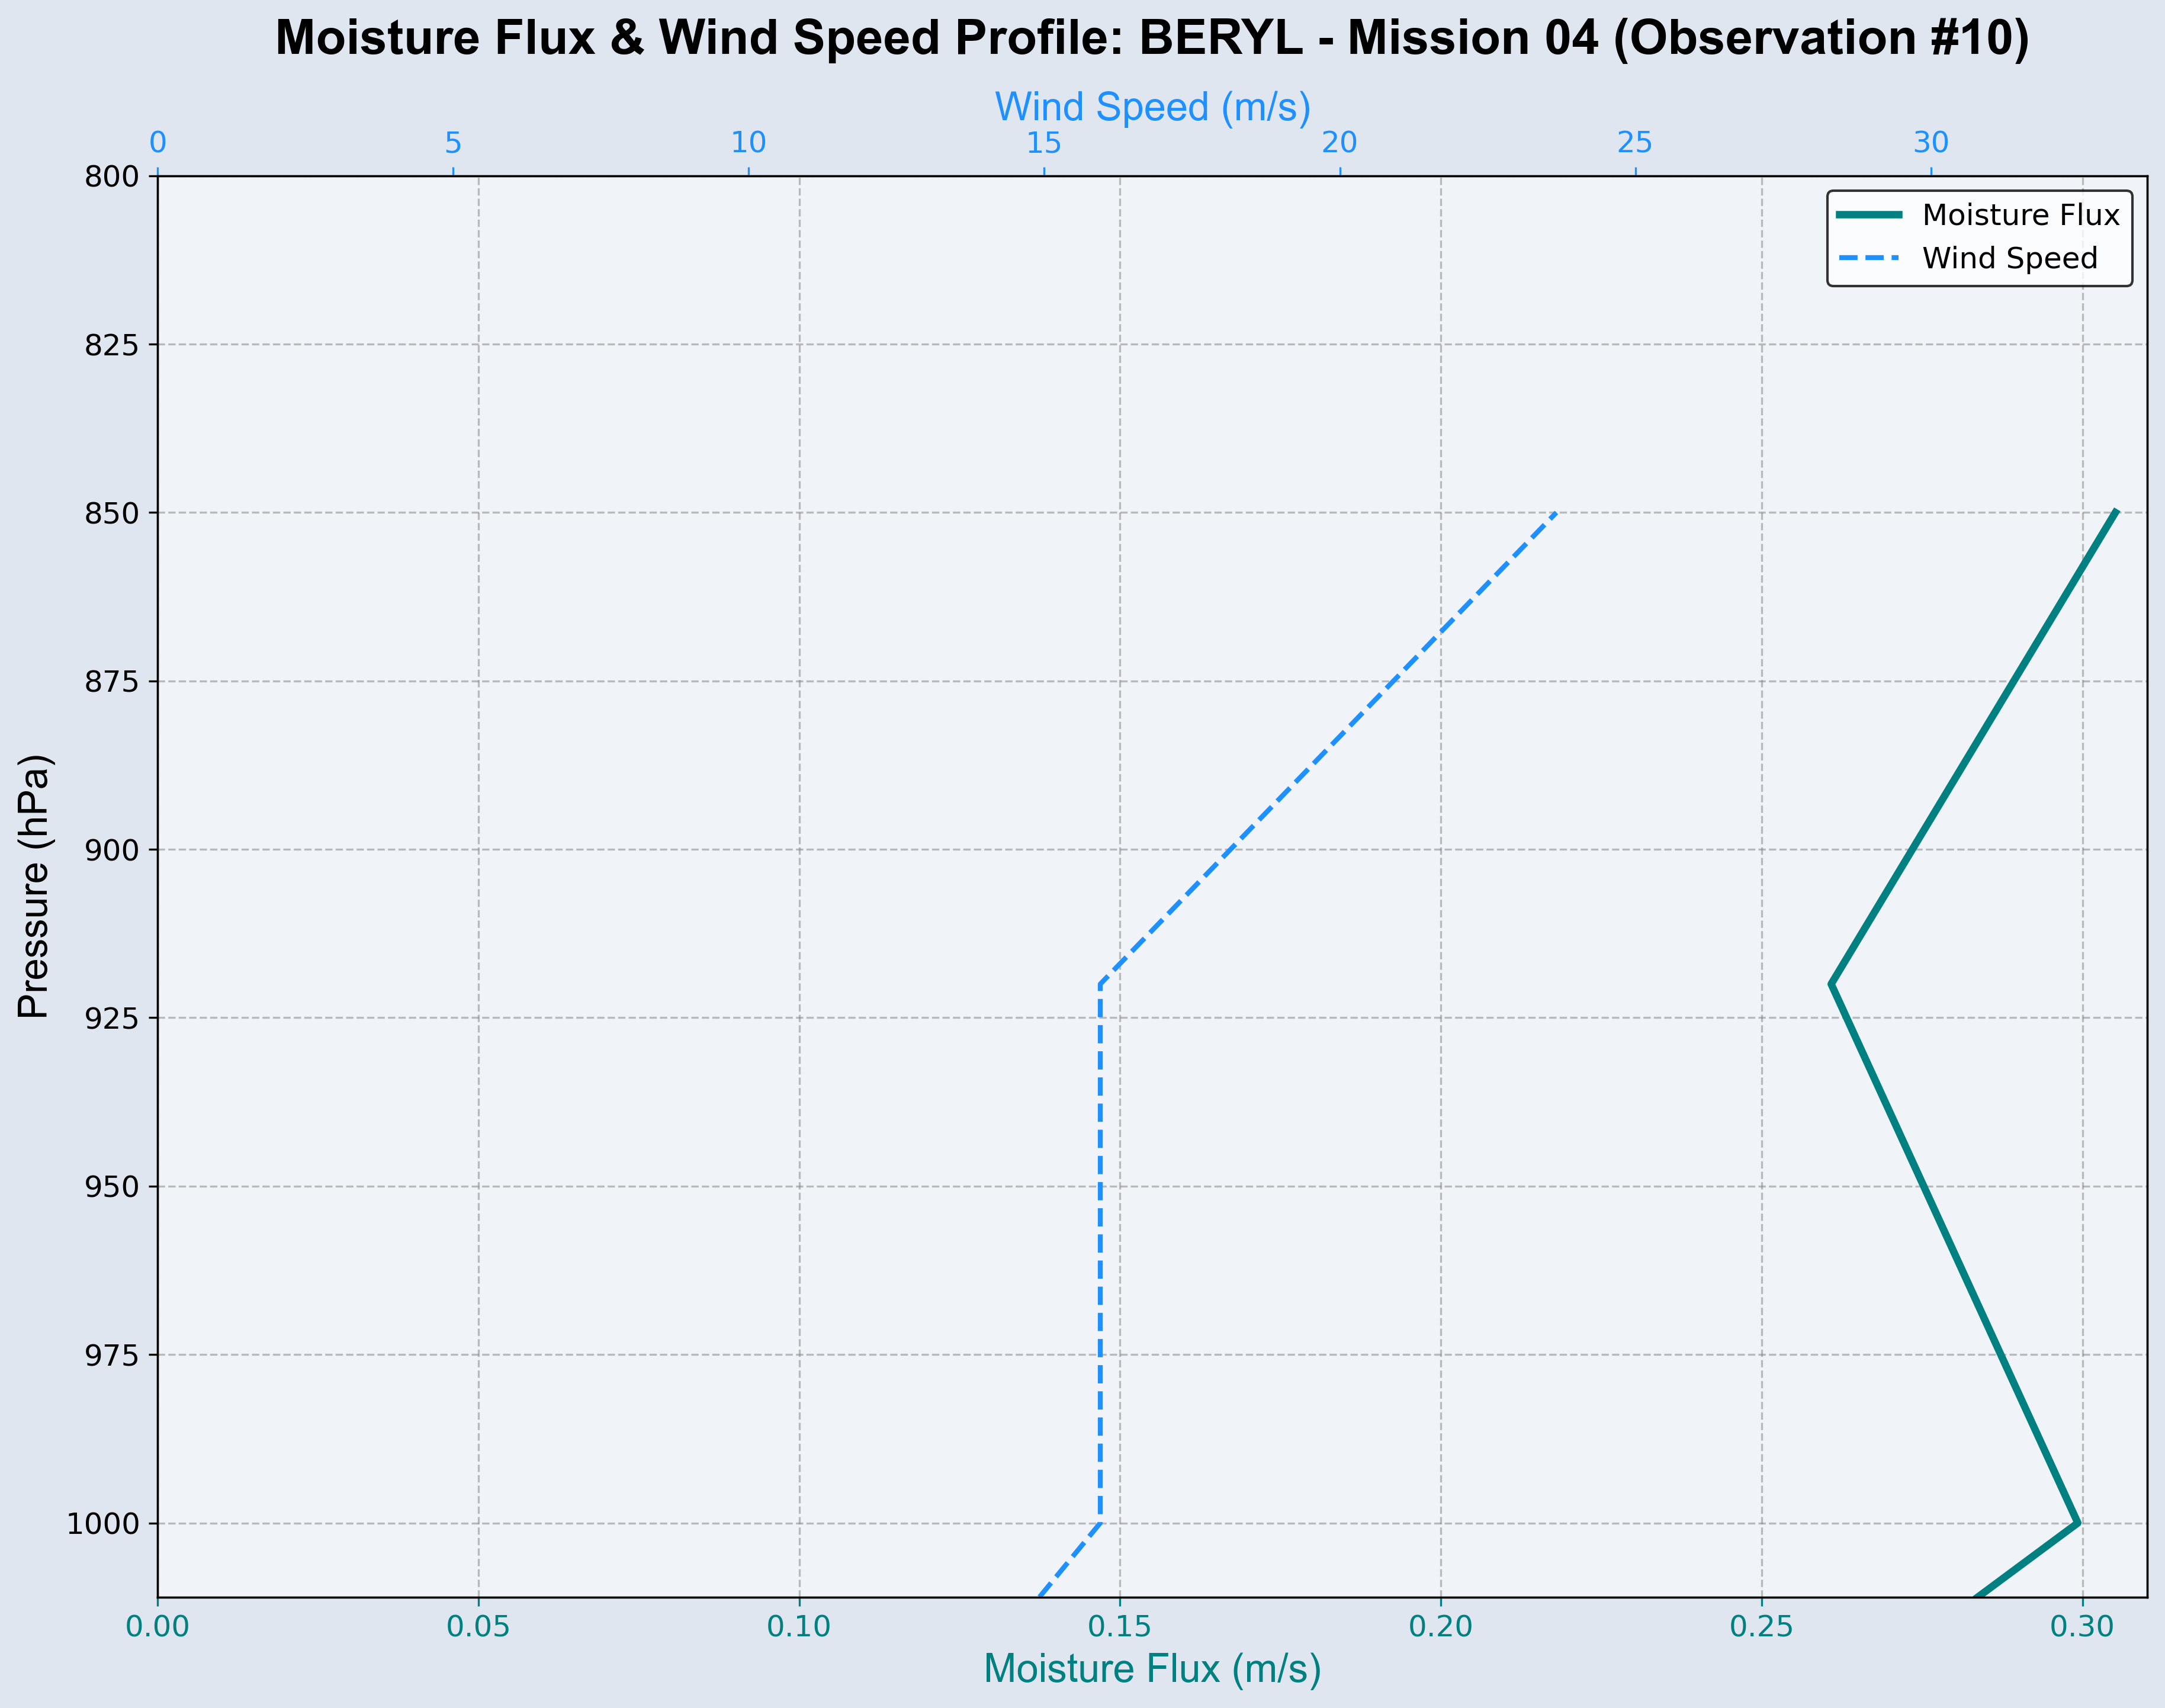 Moisture Flux & Wind Speed Profile: BERYL - Mission 04 (Observation #10)
Wind Speed (m/s)
0 5 10 15 20 25 30
Moisture Flux
Wind Speed
Pressure (hPa)
800
825
850
875
900
925
950
975
1000
0.00 0.05 0.10 0.15 0.20 0.25 0.30
Moisture Flux (m/s)